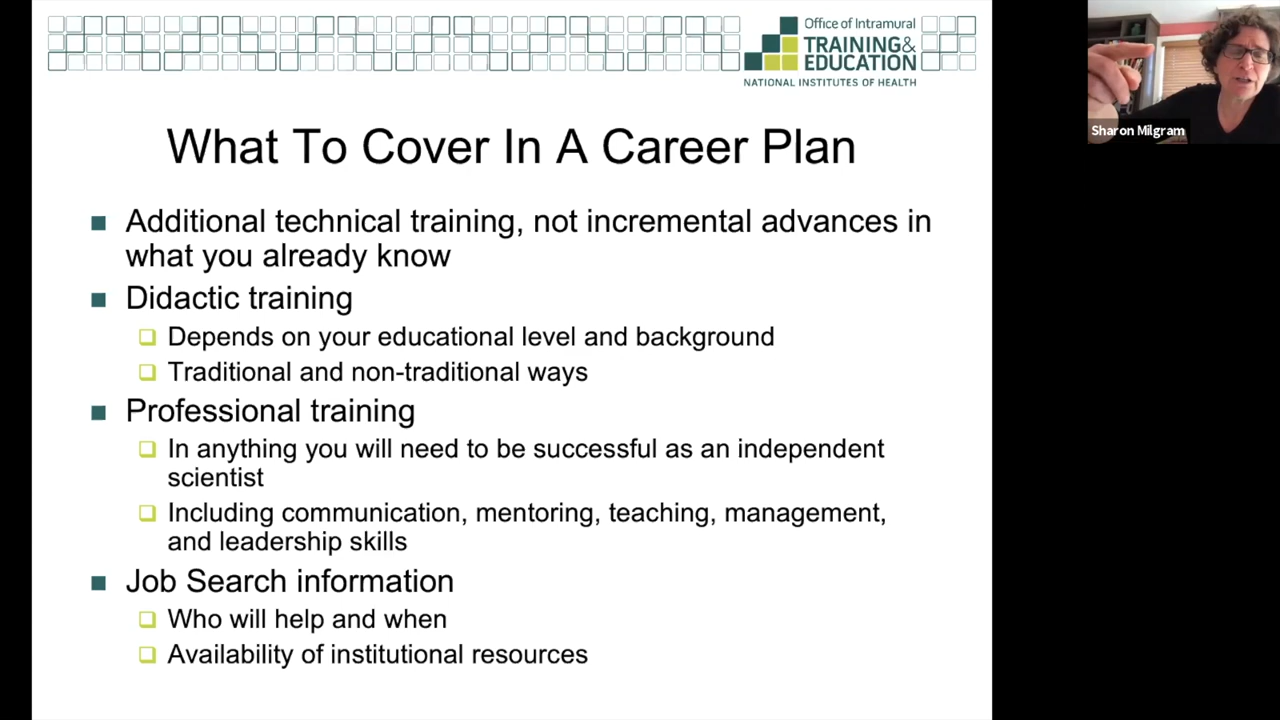 Office of Intramural
TRAINING&
EDUCATION
NATIONAL INSTITUTES OF HEALTH
Sharon Milgram
What To Cover In A Career Plan
Additional technical training, not incremental advances in
what you already know
Didactic training
Depends on your educational level and background
Traditional and non-traditional ways
Professional training
In anything you will need to be successful as an independent
scientist
Including communication, mentoring, teaching, management,
and leadership skills
Job Search information
Who will help and when
Availability of institutional resources